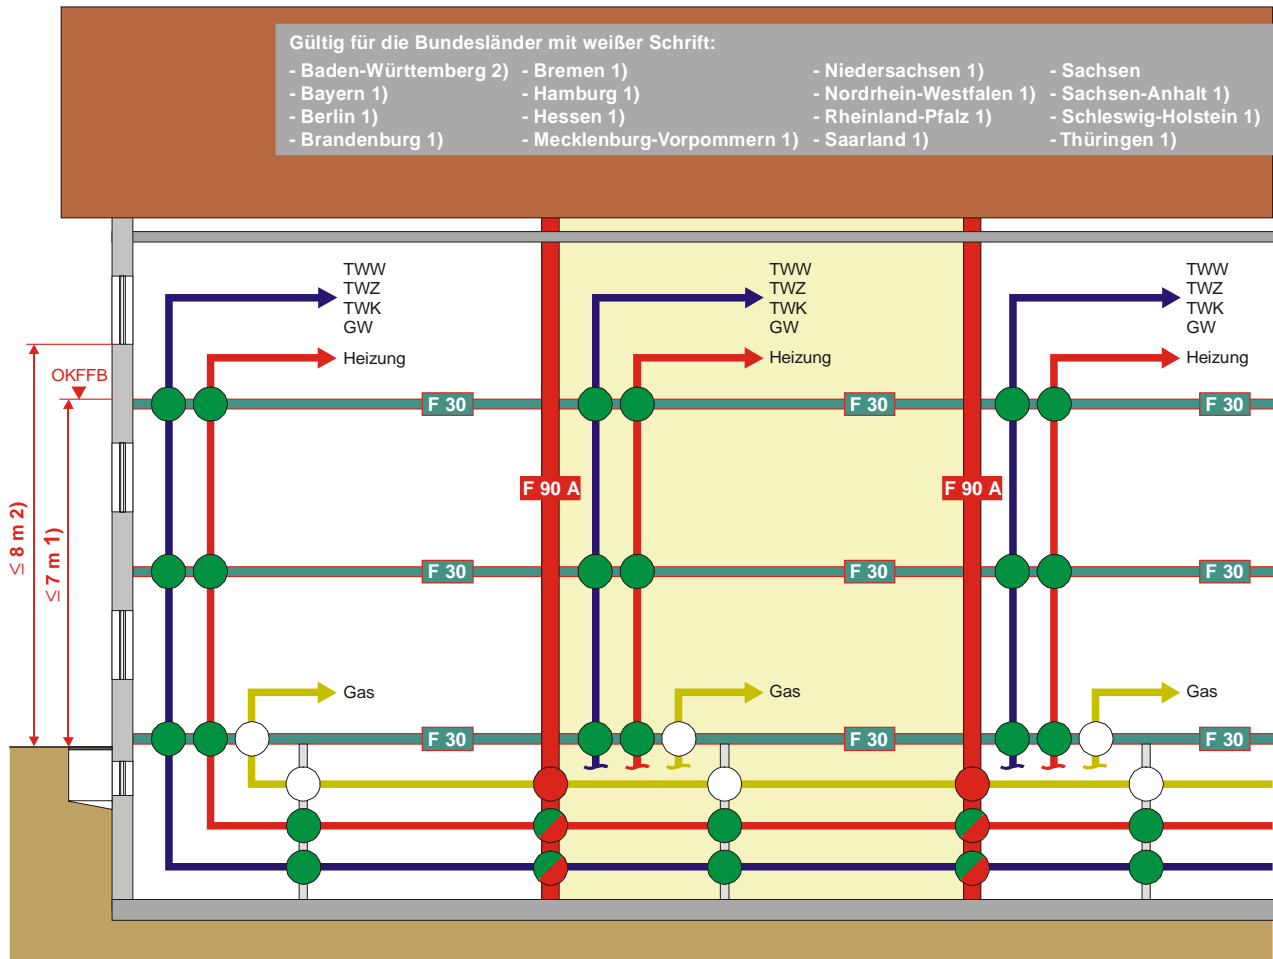 Gültig für die Bundesländer mit weißer Schrift:
- Baden-Württemberg 2) - Bremen 1) - Niedersachsen 1) - Sachsen
- Bayern 1) - Hamburg 1) - Nordrhein-Westfalen 1) - Sachsen-Anhalt 1)
- Berlin 1) - Hessen 1) - Rheinland-Pfalz 1) - Schleswig-Holstein 1)
- Brandenburg 1) - Mecklenburg-Vorpommern 1) - Saarland 1) - Thüringen 1)
TWW TWW TWW
TWZ TWZ TWZ
TWK TWK TWK
GW GW GW
Heizung Heizung Heizung
OKFFB
F 30 F 30 F 30
F 90 A F 90 A
≤ 8 m 2)
≤ 7 m 1)
F 30 F 30 F 30
Gas Gas Gas
F 30 F 30 F 30